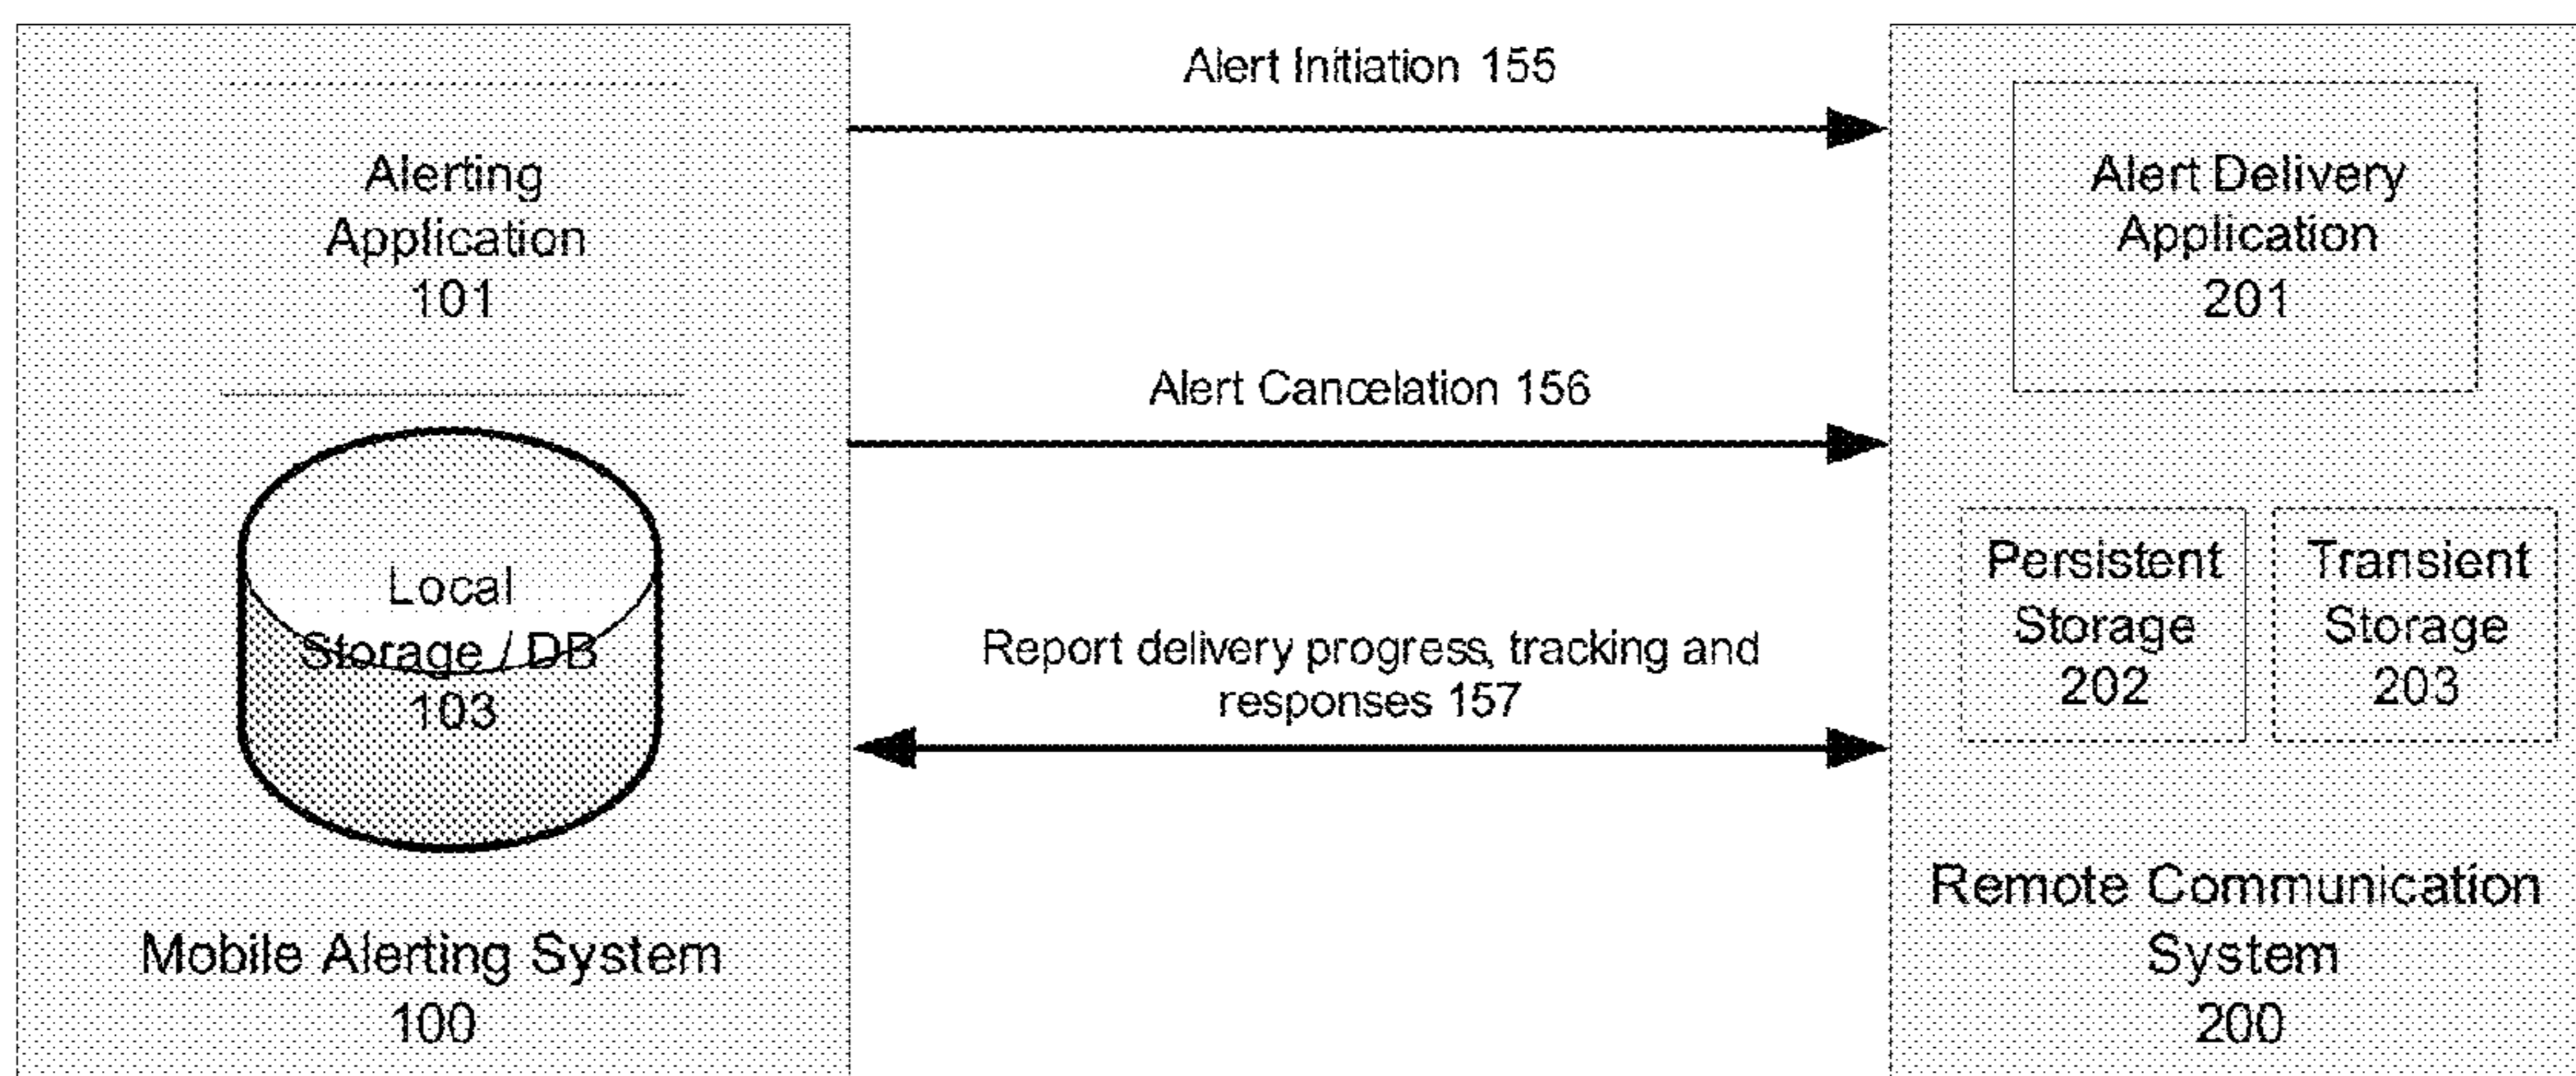 Alerting
Application
101
Local
Storage / DB
103
Mobile Alerting System
100
Alert Initiation 155
Alert Cancelation 156
Report delivery progress, tracking and
responses 157
Alert Delivery
Application
201
Persistent
Storage
202
Transient
Storage
203
Remote Communication
System
200